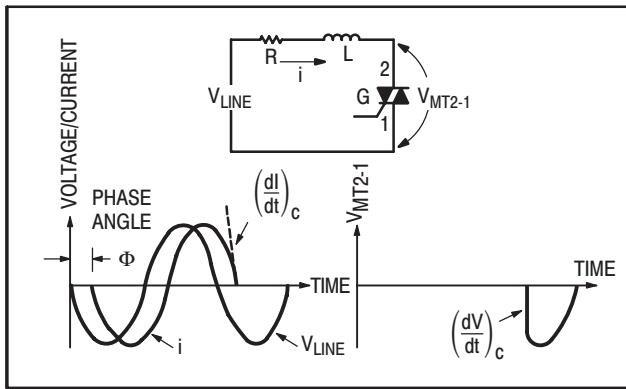 R
i
L
2
V_LINE
G
V_MT2-1
1
VOLTAGE/CURRENT
PHASE
ANGLE
Φ
(dI/dt)_c
TIME
i
V_LINE
V_MT2-1
TIME
(dV/dt)_c